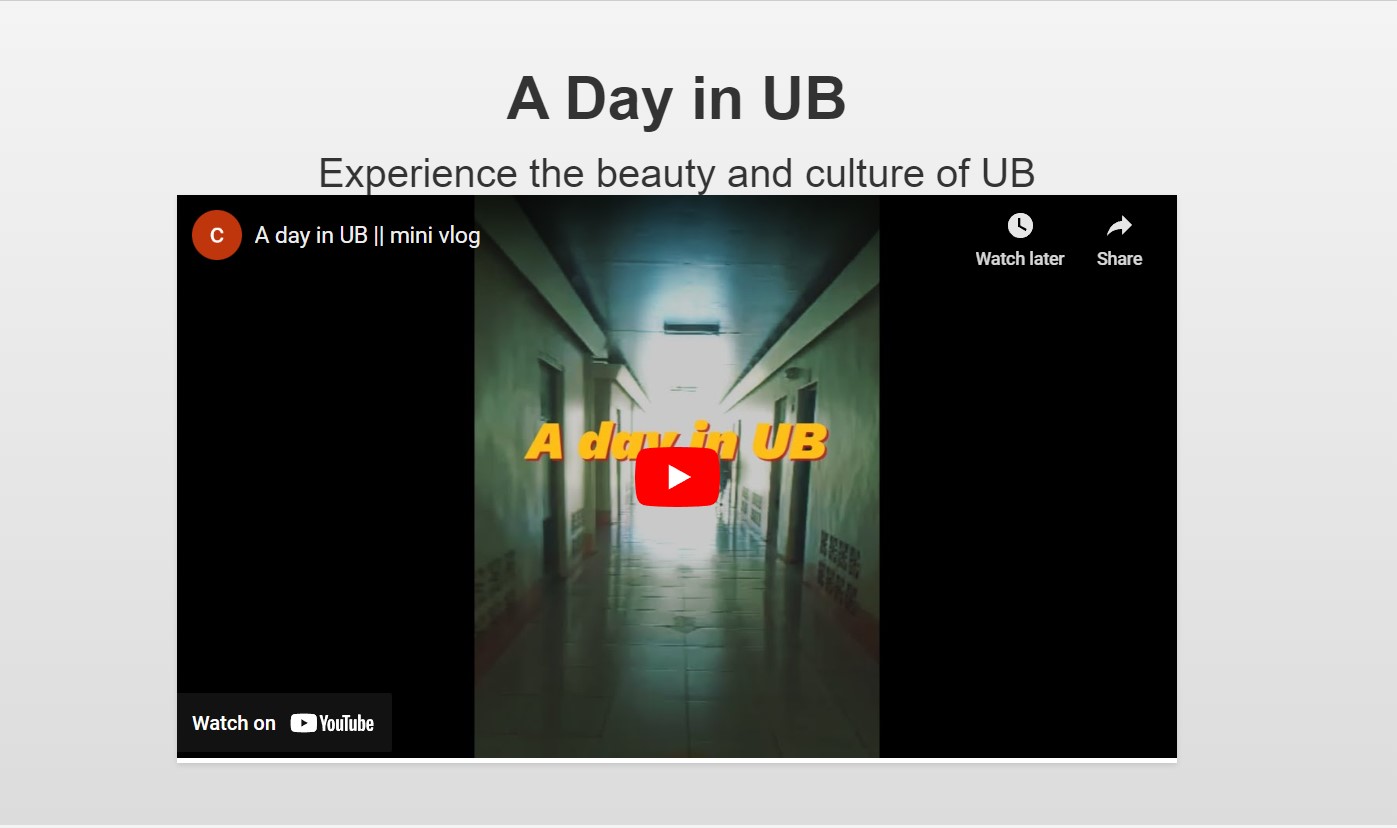 A Day in UB
Experience the beauty and culture of UB
C
A day in UB || mini vlog
Watch later
Share
A day in UB
Watch on YouTube